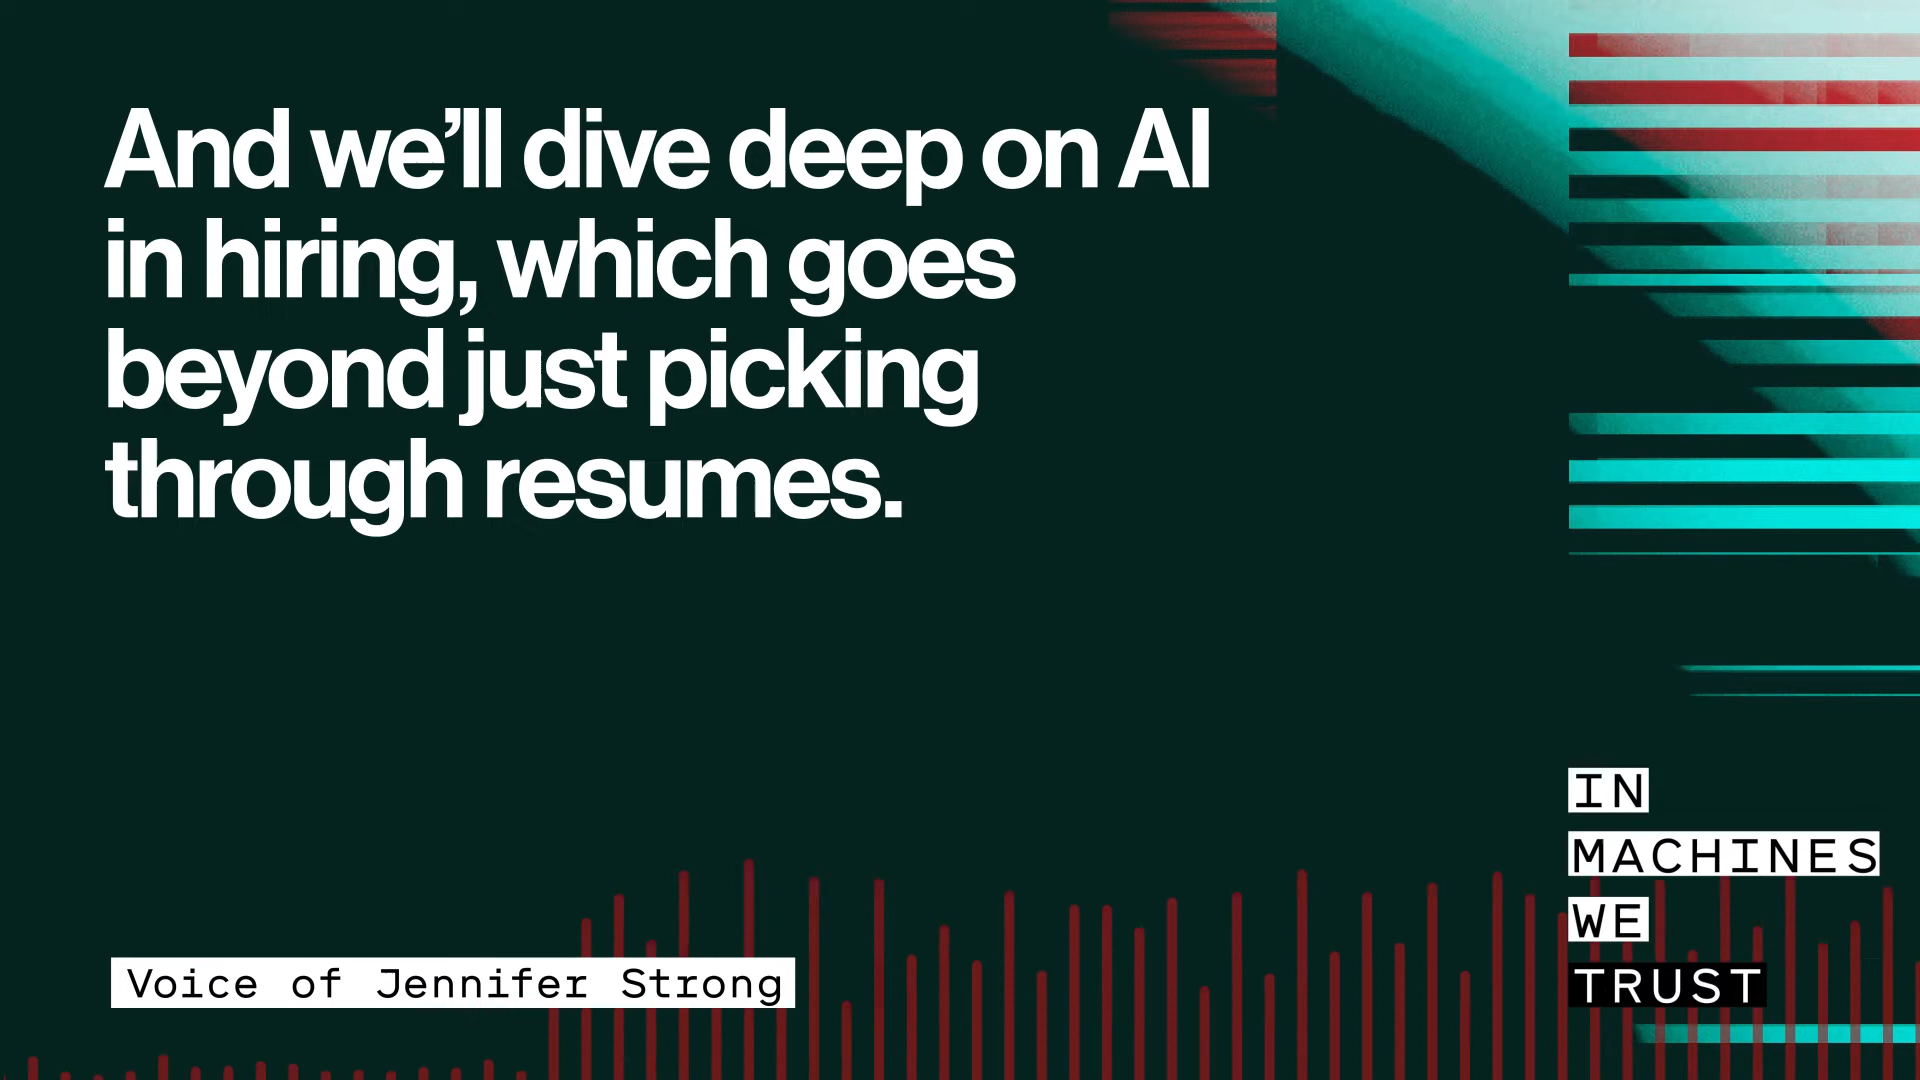 And we’ll dive deep on AI
in hiring, which goes
beyond just picking
through resumes.
Voice of Jennifer Strong
IN
MACHINES
WE
TRUST